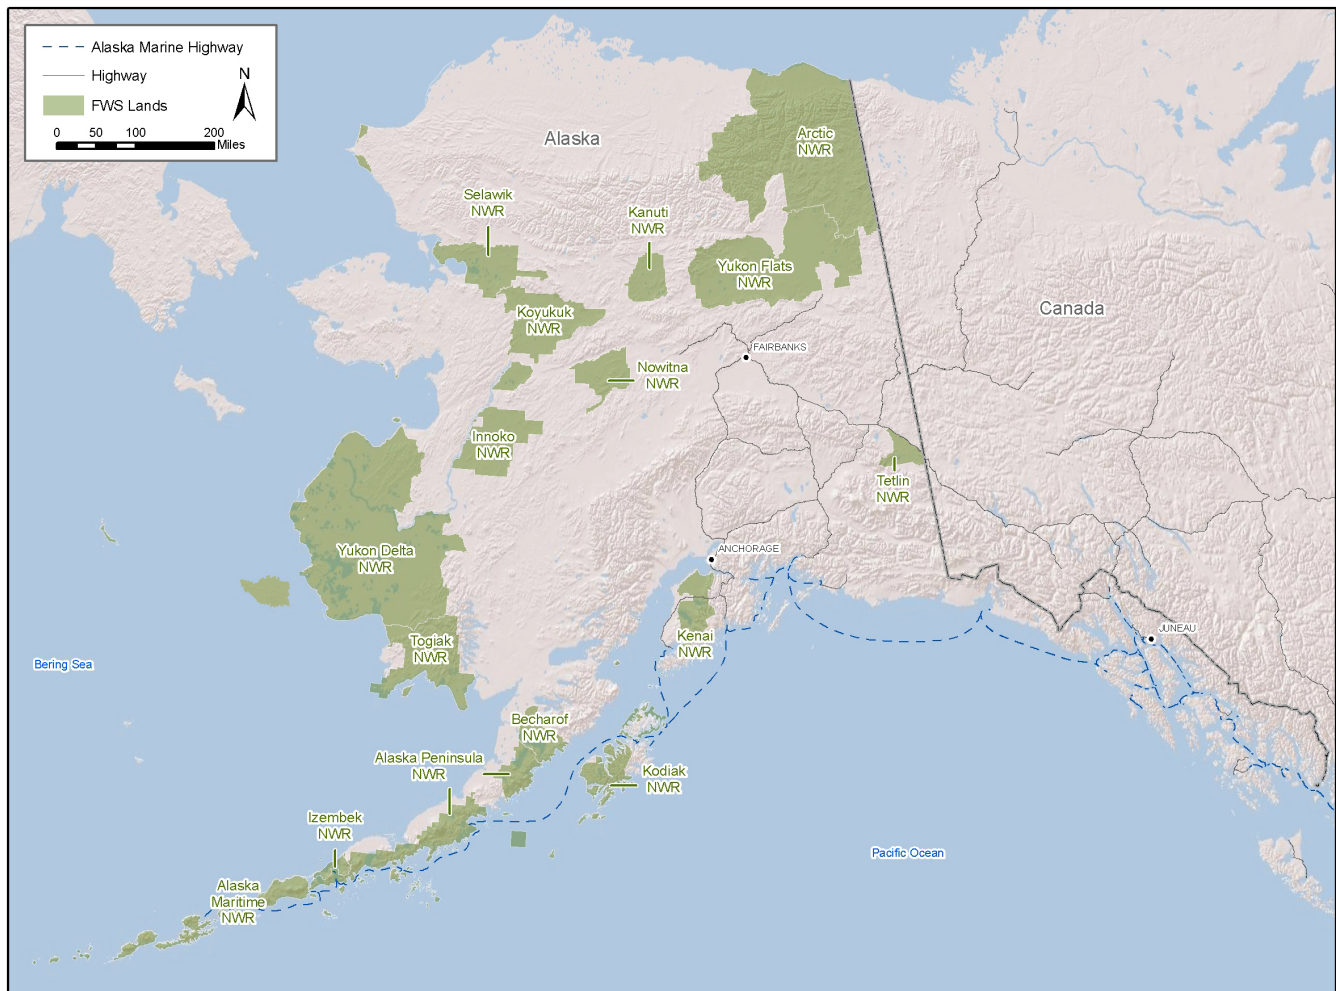 Alaska Marine Highway
Highway
FWS Lands
N
0 50 100 200
Miles
Alaska
Arctic
NWR
Selawik
NWR
Kanuti
NWR
Yukon Flats
NWR
Koyukuk
NWR
Canada
FAIRBANKS
Nowitna
NWR
Innoko
NWR
Tetlin
NWR
Yukon Delta
NWR
ANCHORAGE
Togiak
NWR
Kenai
NWR
JUNEAU
Bering Sea
Becharof
NWR
Alaska Peninsula
NWR
Kodiak
NWR
Izembek
NWR
Pacific Ocean
Alaska
Maritime
NWR